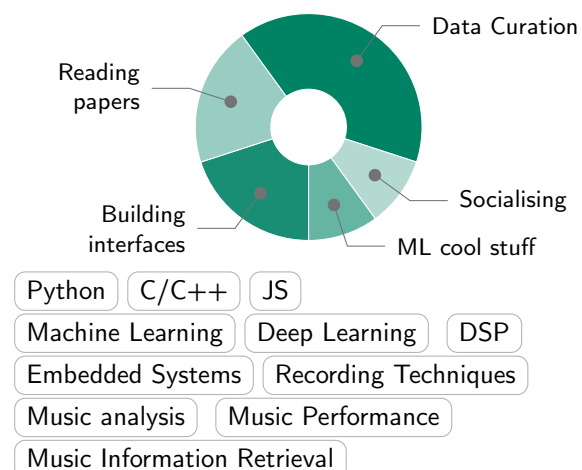 Data Curation
Reading
papers
Socialising
Building
interfaces
ML cool stuff
Python C/C++ JS
Machine Learning Deep Learning DSP
Embedded Systems Recording Techniques
Music analysis Music Performance
Music Information Retrieval